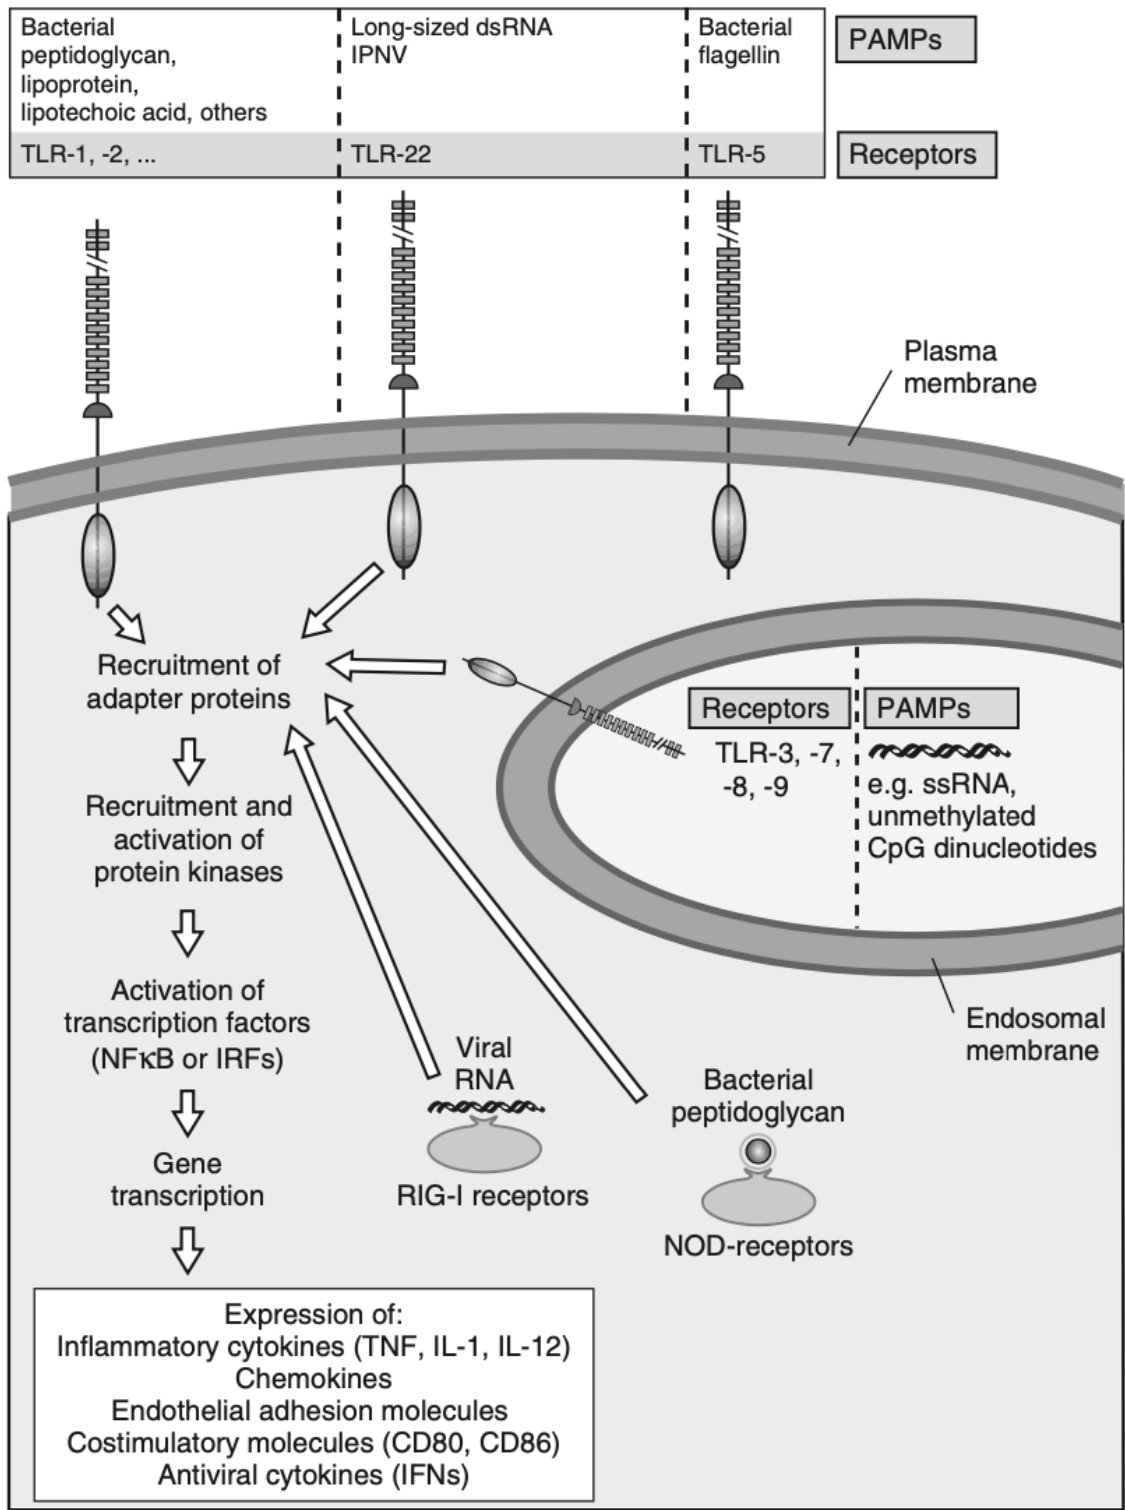 Bacterial
peptidoglycan,
lipoprotein,
lipotechoic acid, others
Long-sized dsRNA
IPNV
Bacterial
flagellin
PAMPs
TLR-1, -2, ...
TLR-22
TLR-5
Receptors
Plasma
membrane
Recruitment of
adapter proteins
Receptors
PAMPs
TLR-3, -7,
-8, -9
e.g. ssRNA,
unmethylated
CpG dinucleotides
Recruitment and
activation of
protein kinases
Activation of
transcription factors
(NFκB or IRFs)
Endosomal
membrane
Viral
RNA
Bacterial
peptidoglycan
Gene
transcription
RIG-I receptors
NOD-receptors
Expression of:
Inflammatory cytokines (TNF, IL-1, IL-12)
Chemokines
Endothelial adhesion molecules
Costimulatory molecules (CD80, CD86)
Antiviral cytokines (IFNs)